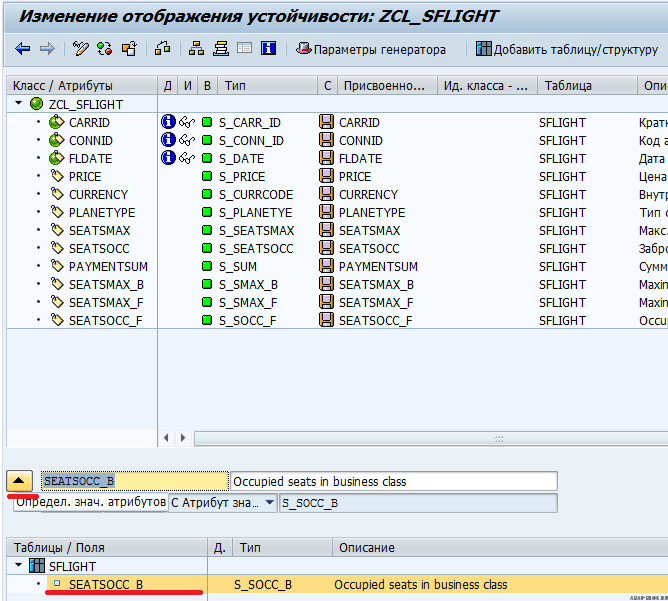 Изменение отображения устойчивости: ZCL_SFLIGHT
Параметры генератора Добавить таблицу/структуру
Класс / Атрибуты Д И В Тип С Присвоенно... Ид. класса - ... Таблица Опи
ZCL_SFLIGHT
CARRID S_CARR_ID CARRID SFLIGHT Кратк
CONNID S_CONN_ID CONNID SFLIGHT Код а
FLDATE S_DATE FLDATE SFLIGHT Дата
PRICE S_PRICE PRICE SFLIGHT Цена
CURRENCY S_CURRCODE CURRENCY SFLIGHT Внутр
PLANETYPE S_PLANETYE PLANETYPE SFLIGHT Тип с
SEATSMAX S_SEATSMAX SEATSMAX SFLIGHT Макс.
SEATSOCC S_SEATSOCC SEATSOCC SFLIGHT Забро
PAYMENTSUM S_SUM PAYMENTSUM SFLIGHT Сумм
SEATSMAX_B S_SMAX_B SEATSMAX_B SFLIGHT Maxin
SEATSMAX_F S_SMAX_F SEATSMAX_F SFLIGHT Maxin
SEATSOCC_F S_SOCC_F SEATSOCC_F SFLIGHT Occup
SEATSOCC_B Occupied seats in business class
Определ. знач. атрибутов С Атрибут зна... S_SOCC_B
Таблицы / Поля Д. Тип Описание
SFLIGHT
SEATSOCC_B S_SOCC_B Occupied seats in business class